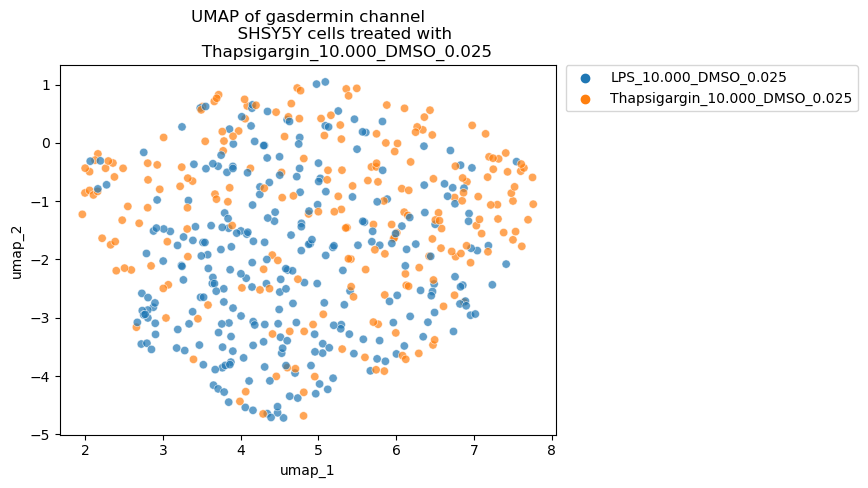 UMAP of gasdermin channel
SHSY5Y cells treated with
Thapsigargin_10.000_DMSO_0.025
LPS_10.000_DMSO_0.025
Thapsigargin_10.000_DMSO_0.025
1
0
−1
−2
−3
−4
−5
umap_2
2
3
4
5
6
7
8
umap_1